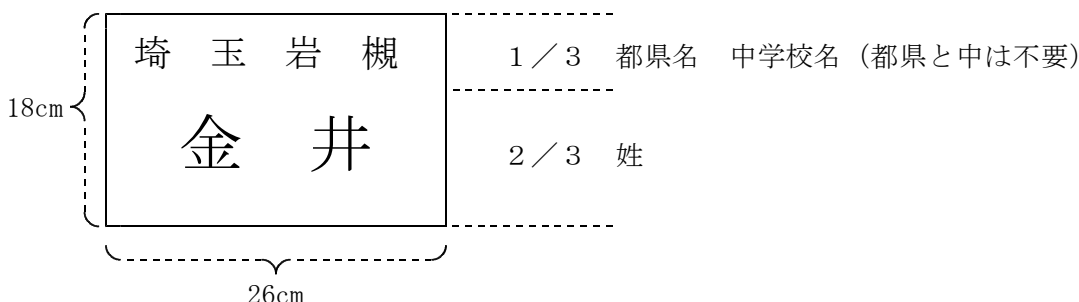 埼 玉 岩 槻
1／3 都県名 中学校名（都県と中は不要）
18cm
金 井
2／3 姓
26cm